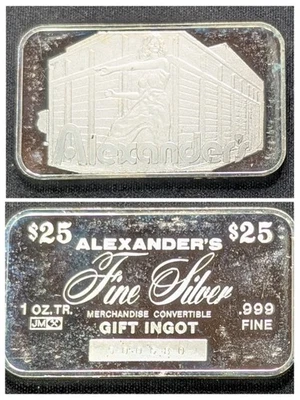 Alexander's
$25 $25
ALEXANDER'S
Fine Silver
1 OZ.TR. .999
MERCHANDISE CONVERTIBLE
JM FINE
GIFT INGOT